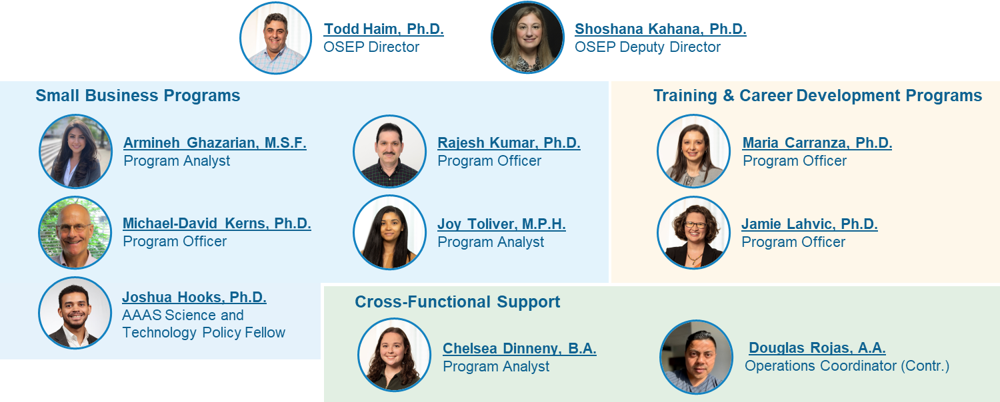 Todd Haim, Ph.D.
OSEP Director
Shoshana Kahana, Ph.D.
OSEP Deputy Director
Small Business Programs
Armineh Ghazarian, M.S.F.
Program Analyst
Rajesh Kumar, Ph.D.
Program Officer
Michael-David Kerns, Ph.D.
Program Officer
Joy Toliver, M.P.H.
Program Analyst
Joshua Hooks, Ph.D.
AAAS Science and
Technology Policy Fellow
Training & Career Development Programs
Maria Carranza, Ph.D.
Program Officer
Jamie Lahvic, Ph.D.
Program Officer
Cross-Functional Support
Chelsea Dinneny, B.A.
Program Analyst
Douglas Rojas, A.A.
Operations Coordinator (Contr.)